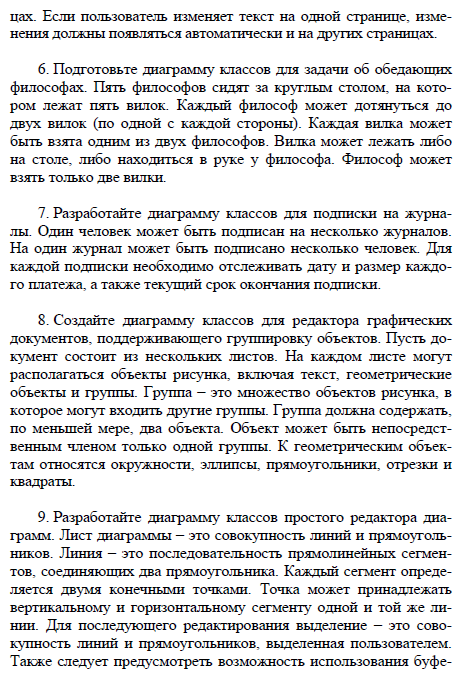 цах. Если пользователь изменяет текст на одной странице, изме-
нения должны появляться автоматически и на других страницах.
6. Подготовьте диаграмму классов для задачи об обедающих
философах. Пять философов сидят за круглым столом, на кото-
ром лежат пять вилок. Каждый философ может дотянуться до
двух вилок (по одной с каждой стороны). Каждая вилка может
быть взята одним из двух философов. Вилка может лежать либо
на столе, либо находиться в руке у философа. Философ может
взять только две вилки.
7. Разработайте диаграмму классов для подписки на журна-
лы. Один человек может быть подписан на несколько журналов.
На один журнал может быть подписано несколько человек. Для
каждой подписки необходимо отслеживать дату и размер каждо-
го платежа, а также текущий срок окончания подписки.
8. Создайте диаграмму классов для редактора графических
документов, поддерживающего группировку объектов. Пусть до-
кумент состоит из нескольких листов. На каждом листе могут
располагаться объекты рисунка, включая текст, геометрические
объекты и группы. Группа – это множество объектов рисунка, в
которое могут входить другие группы. Группа должна содержать,
по меньшей мере, два объекта. Объект может быть непосредст-
венным членом только одной группы. К геометрическим объек-
там относятся окружности, эллипсы, прямоугольники, отрезки и
квадраты.
9. Разработайте диаграмму классов простого редактора диа-
грамм. Лист диаграммы – это совокупность линий и прямоуголь-
ников. Линия – это последовательность прямолинейных сегмен-
тов, соединяющих два прямоугольника. Каждый сегмент опреде-
ляется двумя конечными точками. Точка может принадлежать
вертикальному и горизонтальному сегменту одной и той же ли-
нии. Для последующего редактирования выделение – это сово-
купность линий и прямоугольников, выделенная пользователем.
Также следует предусмотреть возможность использования буфе-